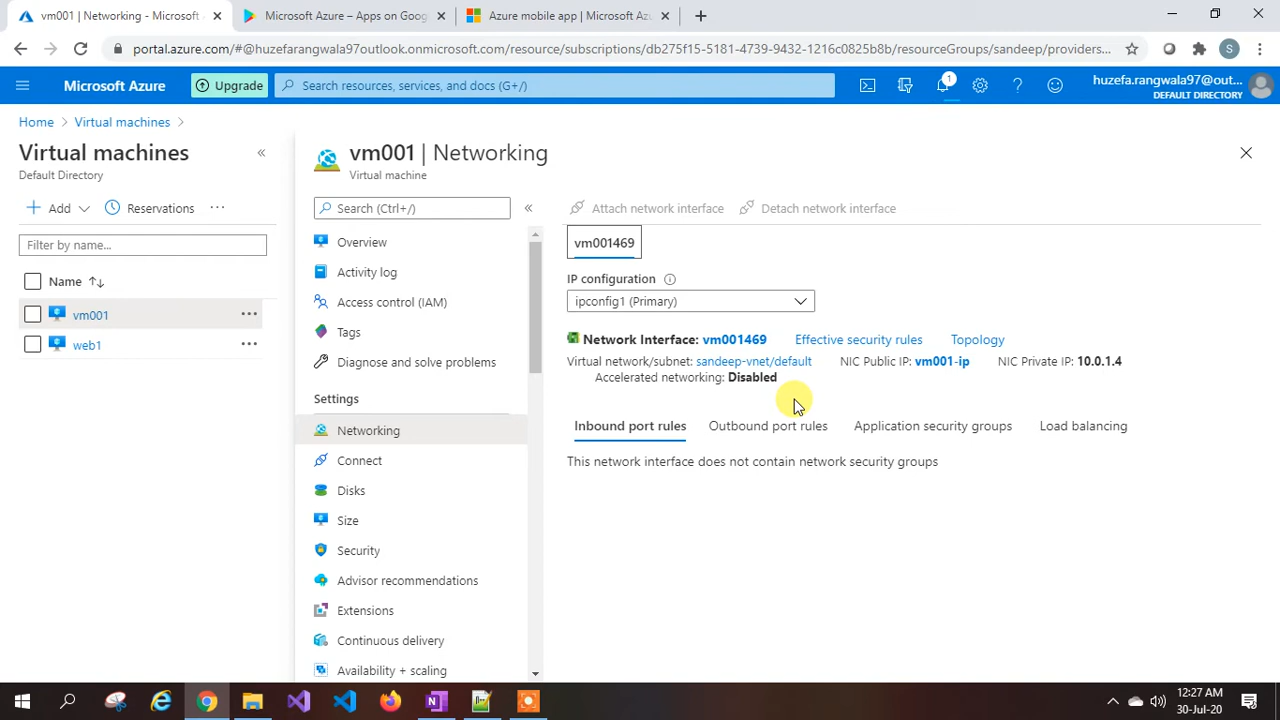 vm001 | Networking - Microsoft A
Microsoft Azure – Apps on Goog
Azure mobile app | Microsoft Azu
portal.azure.com/#@huzefarangwala97outlook.onmicrosoft.com/resource/subscriptions/db275f15-5181-4739-9432-1216c0825b8b/resourceGroups/sandeep/providers...
S
Microsoft Azure
Upgrade
Search resources, services, and docs (G+/)
1
huzefa.rangwala97@out...
DEFAULT DIRECTORY
Home > Virtual machines >
Virtual machines
Default Directory
Add
Reservations
...
Filter by name...
Name
vm001
...
web1
...
vm001 | Networking
Virtual machine
Search (Ctrl+/)
Overview
Activity log
Access control (IAM)
Tags
Diagnose and solve problems
Settings
Networking
Connect
Disks
Size
Security
Advisor recommendations
Extensions
Continuous delivery
Availability + scaling
Attach network interface
Detach network interface
vm001469
IP configuration
ipconfig1 (Primary)
Network Interface: vm001469 Effective security rules Topology
Virtual network/subnet: sandeep-vnet/default NIC Public IP: vm001-ip NIC Private IP: 10.0.1.4
Accelerated networking: Disabled
Inbound port rules Outbound port rules Application security groups Load balancing
This network interface does not contain network security groups
12:27 AM
30-Jul-20